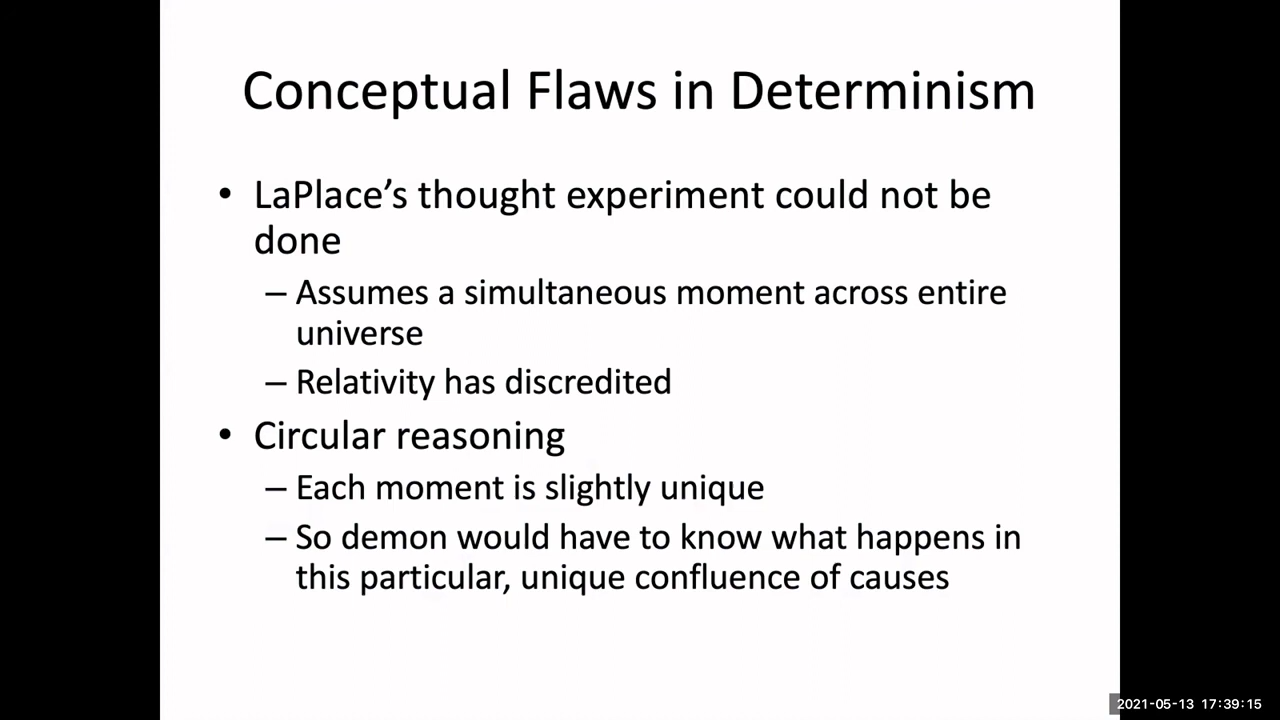 Conceptual Flaws in Determinism
• LaPlace’s thought experiment could not be
done
– Assumes a simultaneous moment across entire
universe
– Relativity has discredited
• Circular reasoning
– Each moment is slightly unique
– So demon would have to know what happens in
this particular, unique confluence of causes
2021-05-13 17:39:15